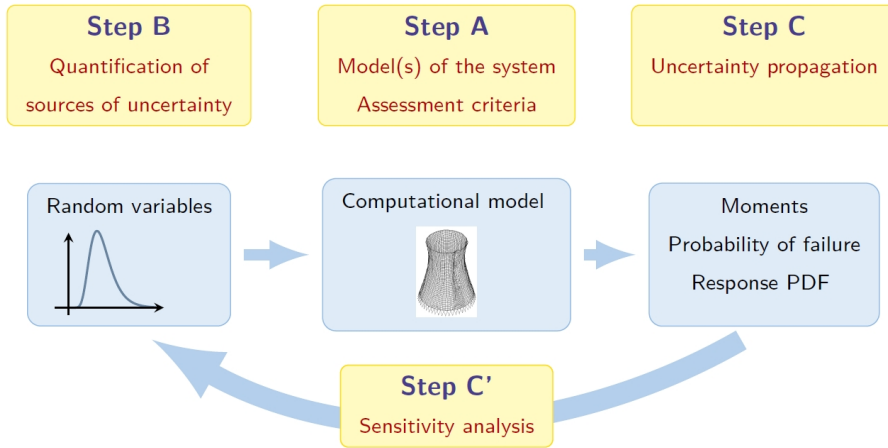 Step B
Quantification of
sources of uncertainty
Step A
Model(s) of the system
Assessment criteria
Step C
Uncertainty propagation
Random variables
Computational model
Moments
Probability of failure
Response PDF
Step C’
Sensitivity analysis